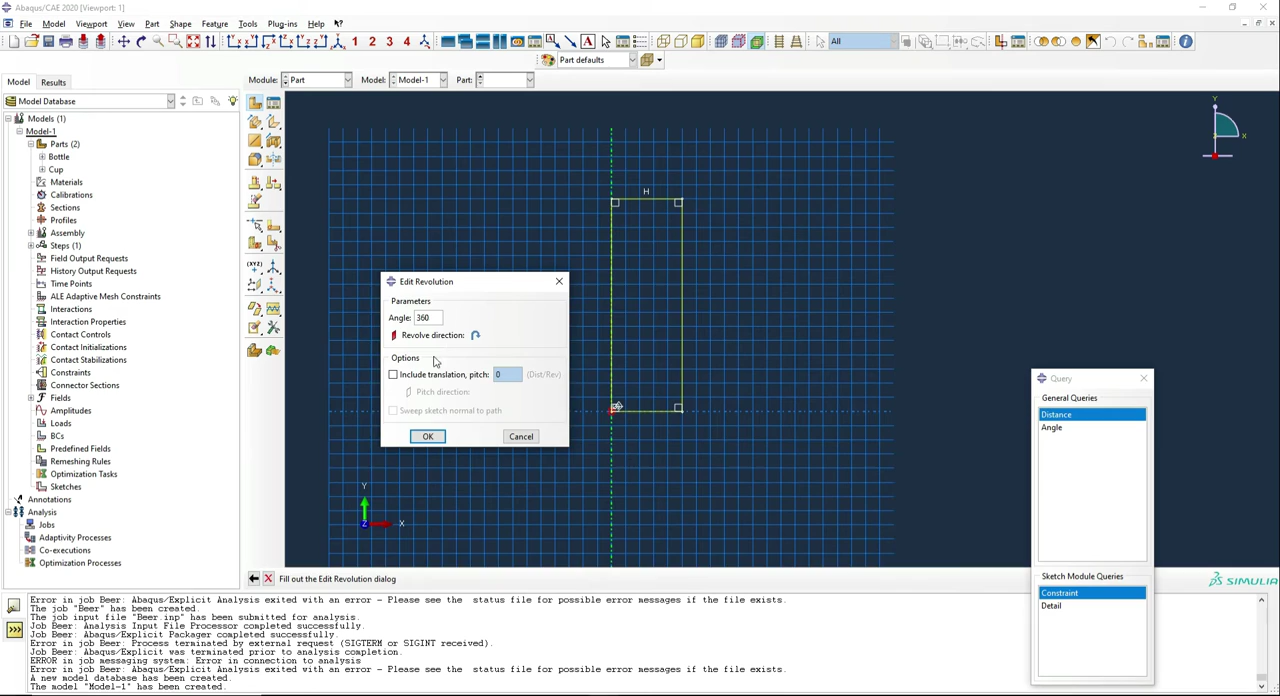 Abaqus/CAE 2020 [Viewport: 1]
File Model Viewport View Part Shape Feature Tools Plug-ins Help
1 2 3 4 All
Part defaults
Model Results Module: Part Model: Model-1 Part:
Model Database
Models (1)
Model-1
Parts (2)
Bottle
Cup
Materials
Calibrations
Sections
Profiles
Assembly
Steps (1)
Field Output Requests
History Output Requests
Time Points
ALE Adaptive Mesh Constraints
Interactions
Interaction Properties
Contact Controls
Contact Initializations
Contact Stabilizations
Constraints
Connector Sections
Fields
Amplitudes
Loads
BCs
Predefined Fields
Remeshing Rules
Optimization Tasks
Sketches
Annotations
Analysis
Jobs
Adaptivity Processes
Co-executions
Optimization Processes
(XYZ)
Y
X
H
Edit Revolution
Parameters
Angle: 360
Revolve direction:
Options
Include translation, pitch: 0 (Dist/Rev)
Pitch direction:
Sweep sketch normal to path
OK Cancel
Y
Z X
Query
General Queries
Distance
Angle
Sketch Module Queries
Constraint
Detail
Fill out the Edit Revolution dialog
SIMULIA
Error in job Beer: Abaqus/Explicit Analysis exited with an error - Please see the status file for possible error messages if the file exists.
The job "Beer" has been created.
The job input file "Beer.inp" has been submitted for analysis.
Job Beer: Analysis Input File Processor completed successfully.
Job Beer: Abaqus/Explicit Packager completed successfully.
Error in job Beer: Process terminated by external request (SIGTERM or SIGINT received).
Job Beer: Abaqus/Explicit was terminated prior to analysis completion.
ERROR in job messaging system: Error in connection to analysis
Error in job Beer: Abaqus/Explicit Analysis exited with an error - Please see the status file for possible error messages if the file exists.
A new model database has been created.
The model "Model-1" has been created.